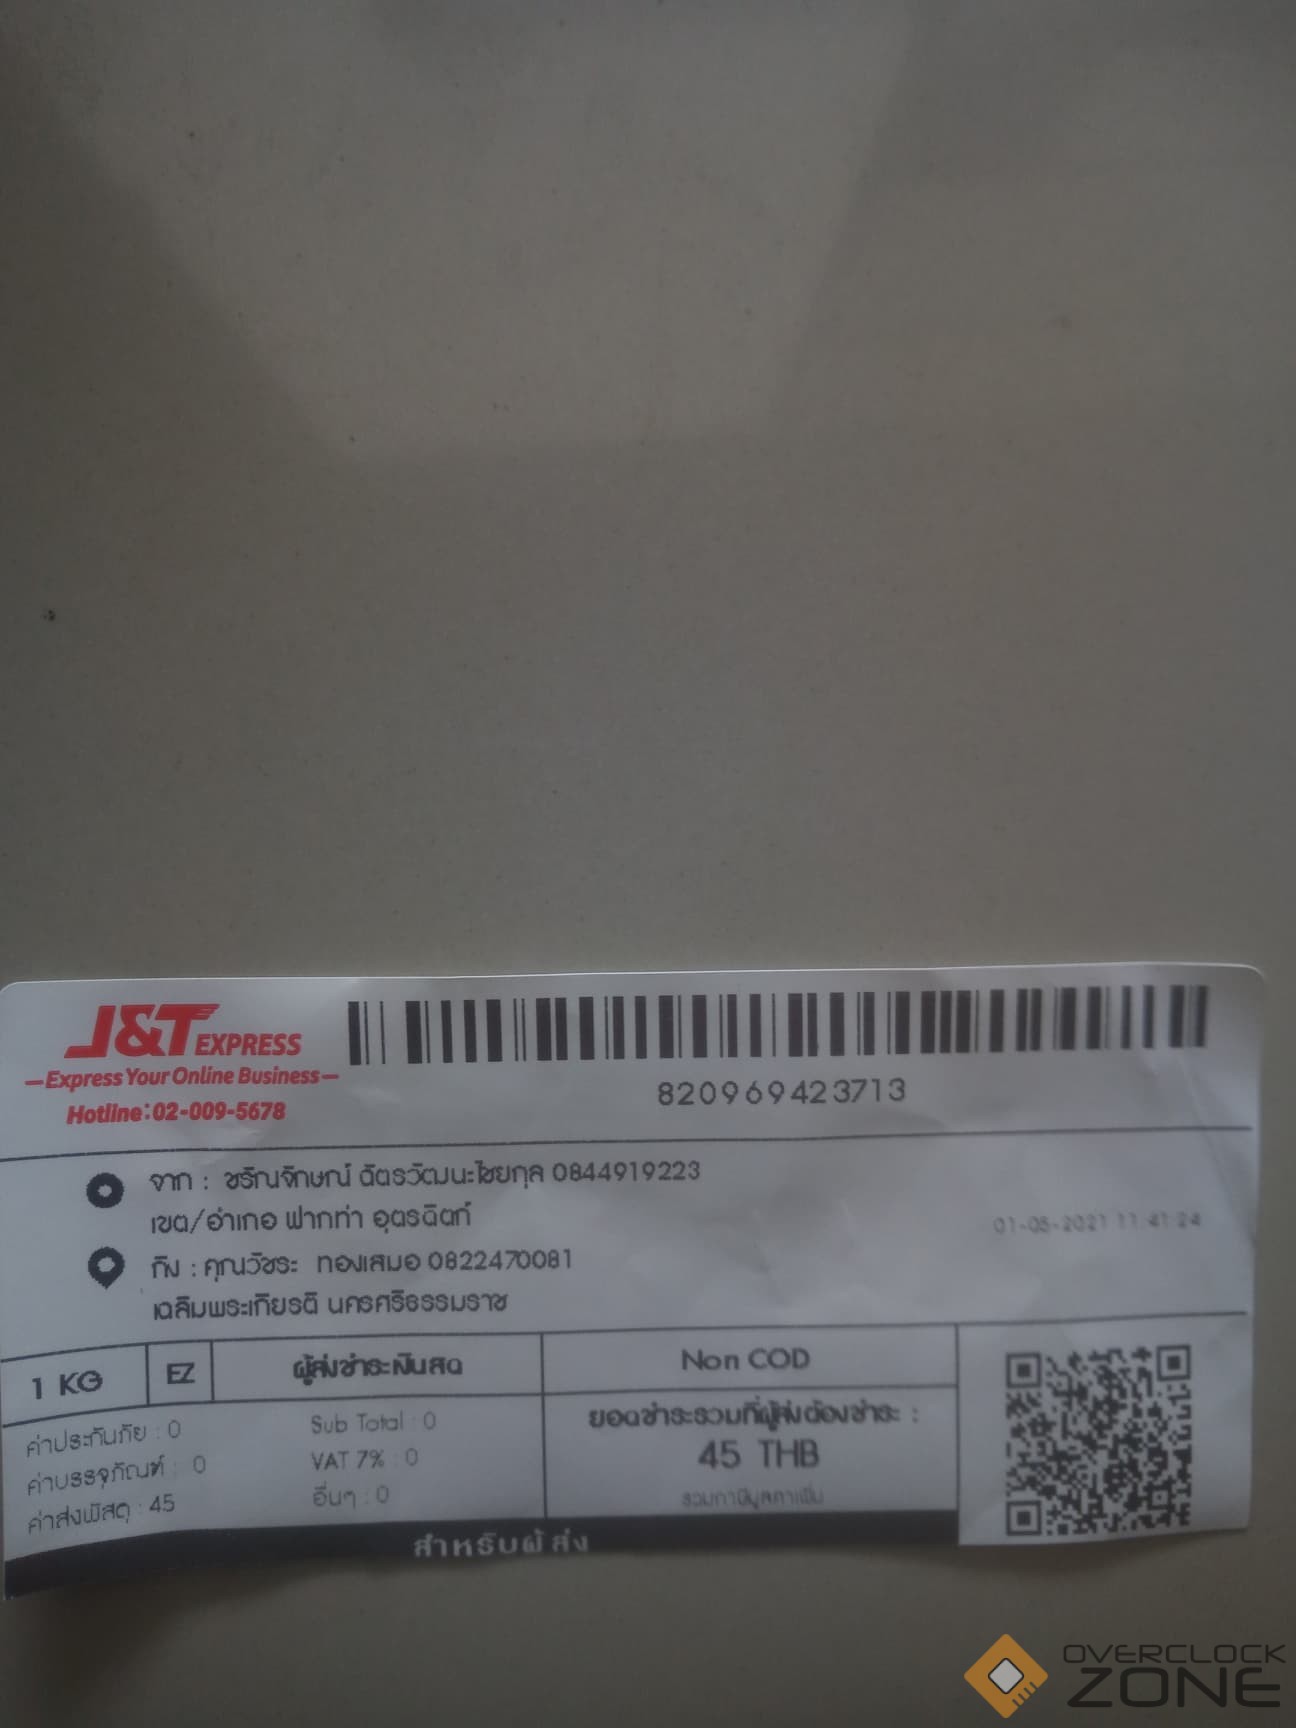 J&T EXPRESS
—Express Your Online Business—
Hotline:02-009-5678
820969423713
จาก : ชรัณจักษณ์ ฉัตรวัฒนะไชยกุล 0844919223
เขต/อำเภอ ฟากท่า อุตรดิตถ์
01-05-2021 11:41:24
ถึง : คุณวัชระ ทองเสมอ 0822470081
เฉลิมพระเกียรติ นครศรีธรรมราช
1 KG
EZ
ผู้ส่งชำระเงินสด
Non COD
ค่าประกันภัย : 0
Sub Total : 0
ยอดชำระรวมที่ผู้ส่งต้องชำระ :
ค่าบรรจุภัณฑ์ : 0
VAT 7% : 0
45 THB
ค่าส่งพัสดุ : 45
อื่นๆ : 0
รวมภาษีมูลค่าเพิ่ม
สำหรับผู้ส่ง
OVERCLOCK
ZONE